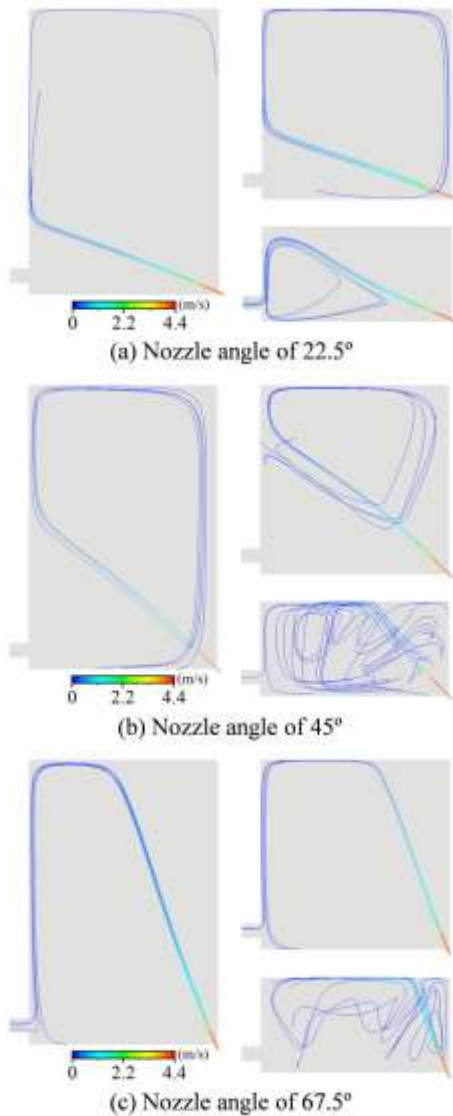 (m/s)
0 2.2 4.4
(a) Nozzle angle of 22.5º
(m/s)
0 2.2 4.4
(b) Nozzle angle of 45º
(m/s)
0 2.2 4.4
(c) Nozzle angle of 67.5º